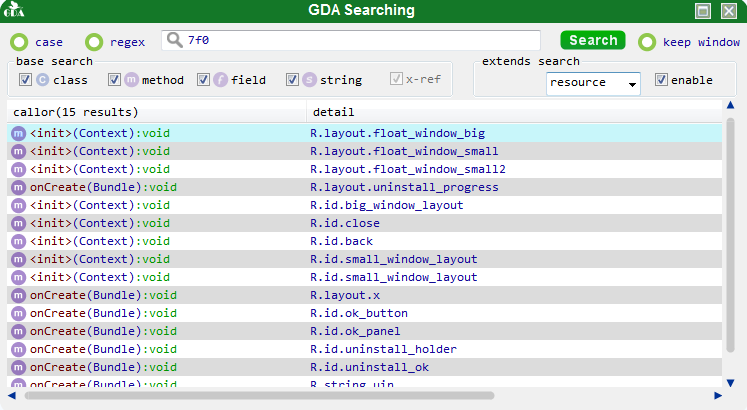 GDA
GDA Searching
case regex 7f0 Search keep window
base search
extends search
c class m method f field s string x-ref
resource enable
callor(15 results) detail
m <init>(Context):void R.layout.float_window_big
m <init>(Context):void R.layout.float_window_small
m <init>(Context):void R.layout.float_window_small2
m onCreate(Bundle):void R.layout.uninstall_progress
m <init>(Context):void R.id.big_window_layout
m <init>(Context):void R.id.close
m <init>(Context):void R.id.back
m <init>(Context):void R.id.small_window_layout
m <init>(Context):void R.id.small_window_layout
m onCreate(Bundle):void R.layout.x
m onCreate(Bundle):void R.id.ok_button
m onCreate(Bundle):void R.id.ok_panel
m onCreate(Bundle):void R.id.uninstall_holder
m onCreate(Bundle):void R.id.uninstall_ok
m onCreate(Bundle):void